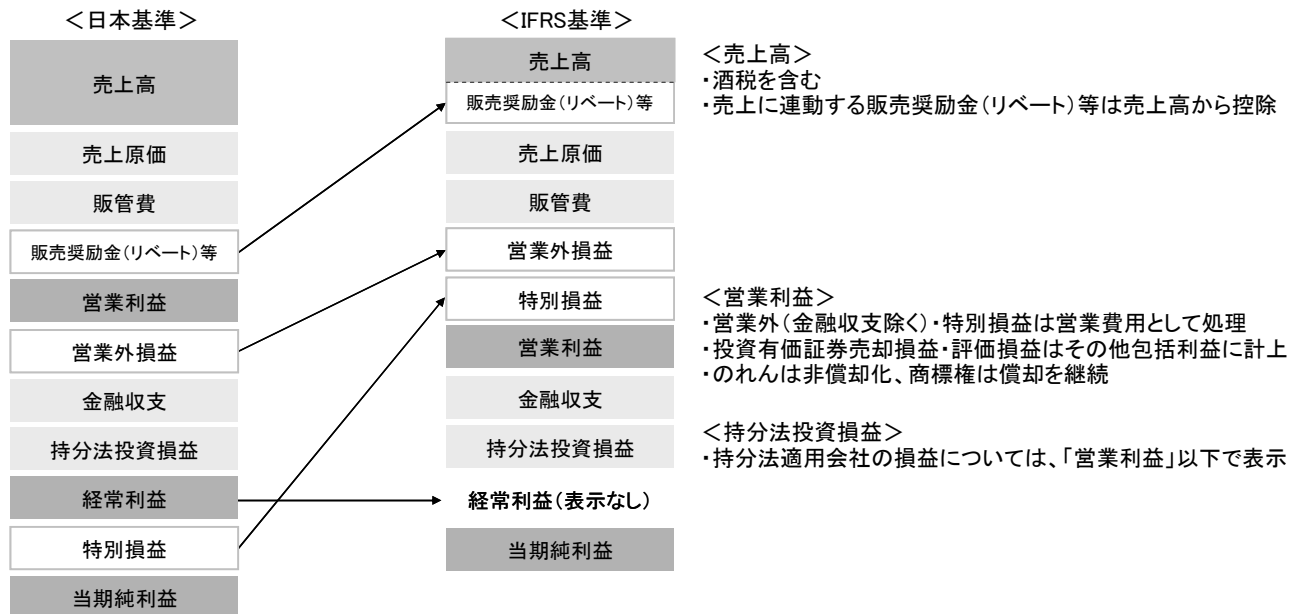 ＜日本基準＞
売上高
売上原価
販管費
販売奨励金（リベート）等
営業利益
営業外損益
金融収支
持分法投資損益
経常利益
特別損益
当期純利益
＜IFRS基準＞
売上高
販売奨励金（リベート）等
売上原価
販管費
営業外損益
特別損益
営業利益
金融収支
持分法投資損益
経常利益（表示なし）
当期純利益
＜売上高＞
・酒税を含む
・売上に連動する販売奨励金（リベート）等は売上高から控除
＜営業利益＞
・営業外（金融収支除く）・特別損益は営業費用として処理
・投資有価証券売却損益・評価損益はその他包括利益に計上
・のれんは非償却化、商標権は償却を継続
＜持分法投資損益＞
・持分法適用会社の損益については、「営業利益」以下で表示